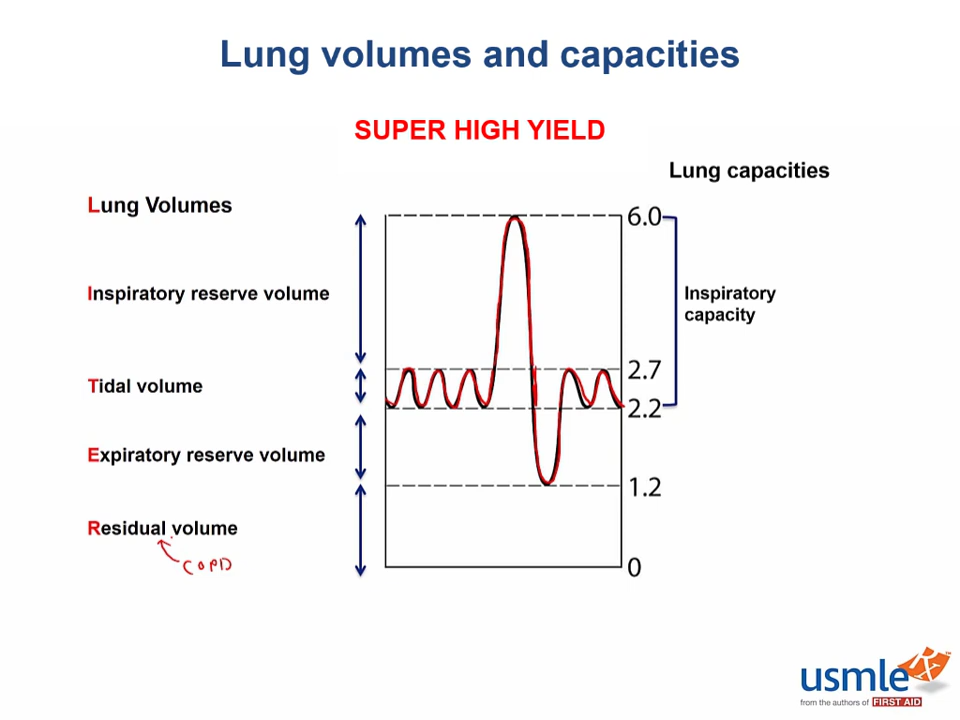 Lung volumes and capacities
SUPER HIGH YIELD
Lung capacities
Lung Volumes
6.0
Inspiratory reserve volume
Inspiratory
capacity
2.7
Tidal volume
2.2
Expiratory reserve volume
1.2
Residual volume
COPD
0
usmle Rx™
from the authors of FIRST AID